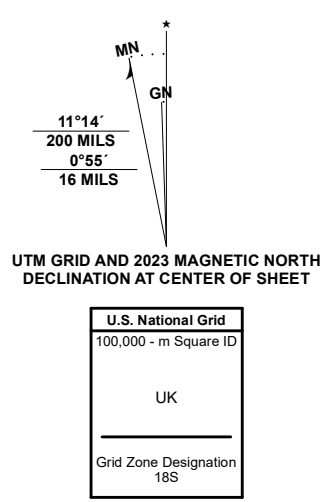 ★
MN
GN
11°14´
200 MILS
0°55´
16 MILS
UTM GRID AND 2023 MAGNETIC NORTH
DECLINATION AT CENTER OF SHEET
U.S. National Grid
100,000 - m Square ID
UK
Grid Zone Designation
18S